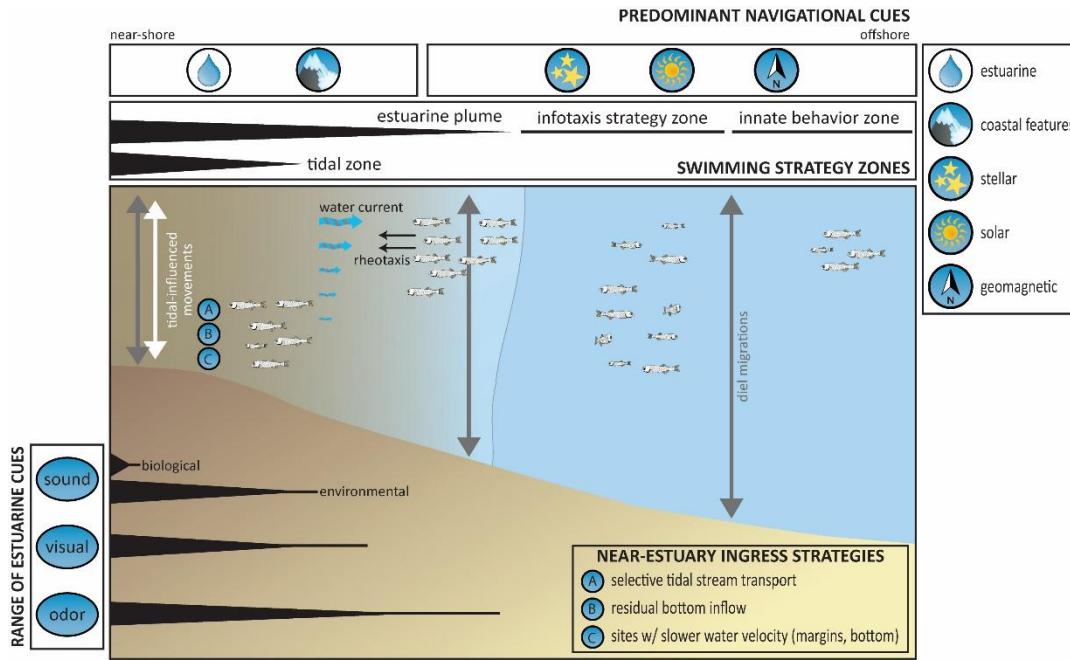 PREDOMINANT NAVIGATIONAL CUES
near-shore
offshore
N
estuarine
coastal features
stellar
solar
N
geomagnetic
estuarine plume
infotaxis strategy zone
innate behavior zone
tidal zone
SWIMMING STRATEGY ZONES
tidal-influenced
movements
water current
rheotaxis
A
B
C
diel migrations
RANGE OF ESTUARINE CUES
sound
biological
environmental
visual
odor
NEAR-ESTUARY INGRESS STRATEGIES
A selective tidal stream transport
B residual bottom inflow
C sites w/ slower water velocity (margins, bottom)